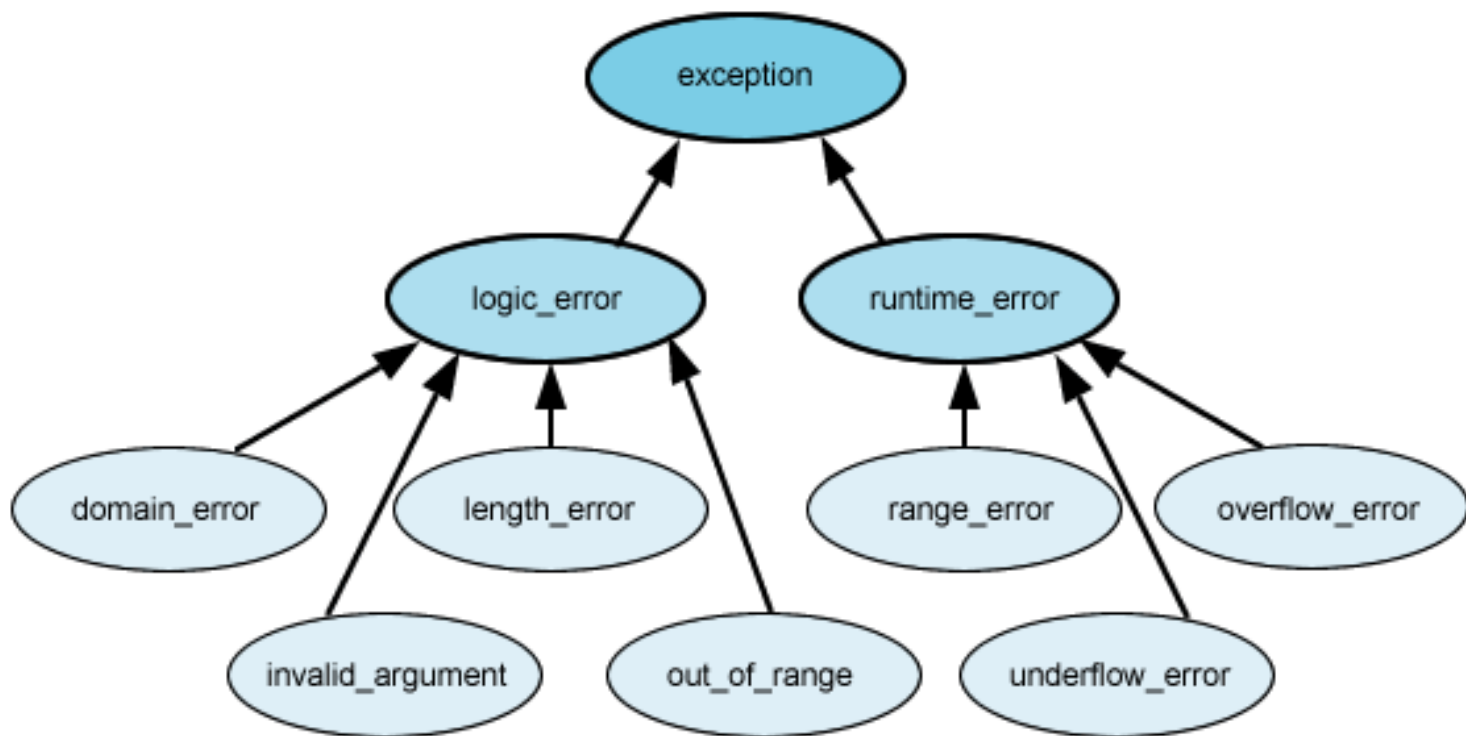 exception
logic_error
runtime_error
domain_error
length_error
range_error
overflow_error
invalid_argument
out_of_range
underflow_error